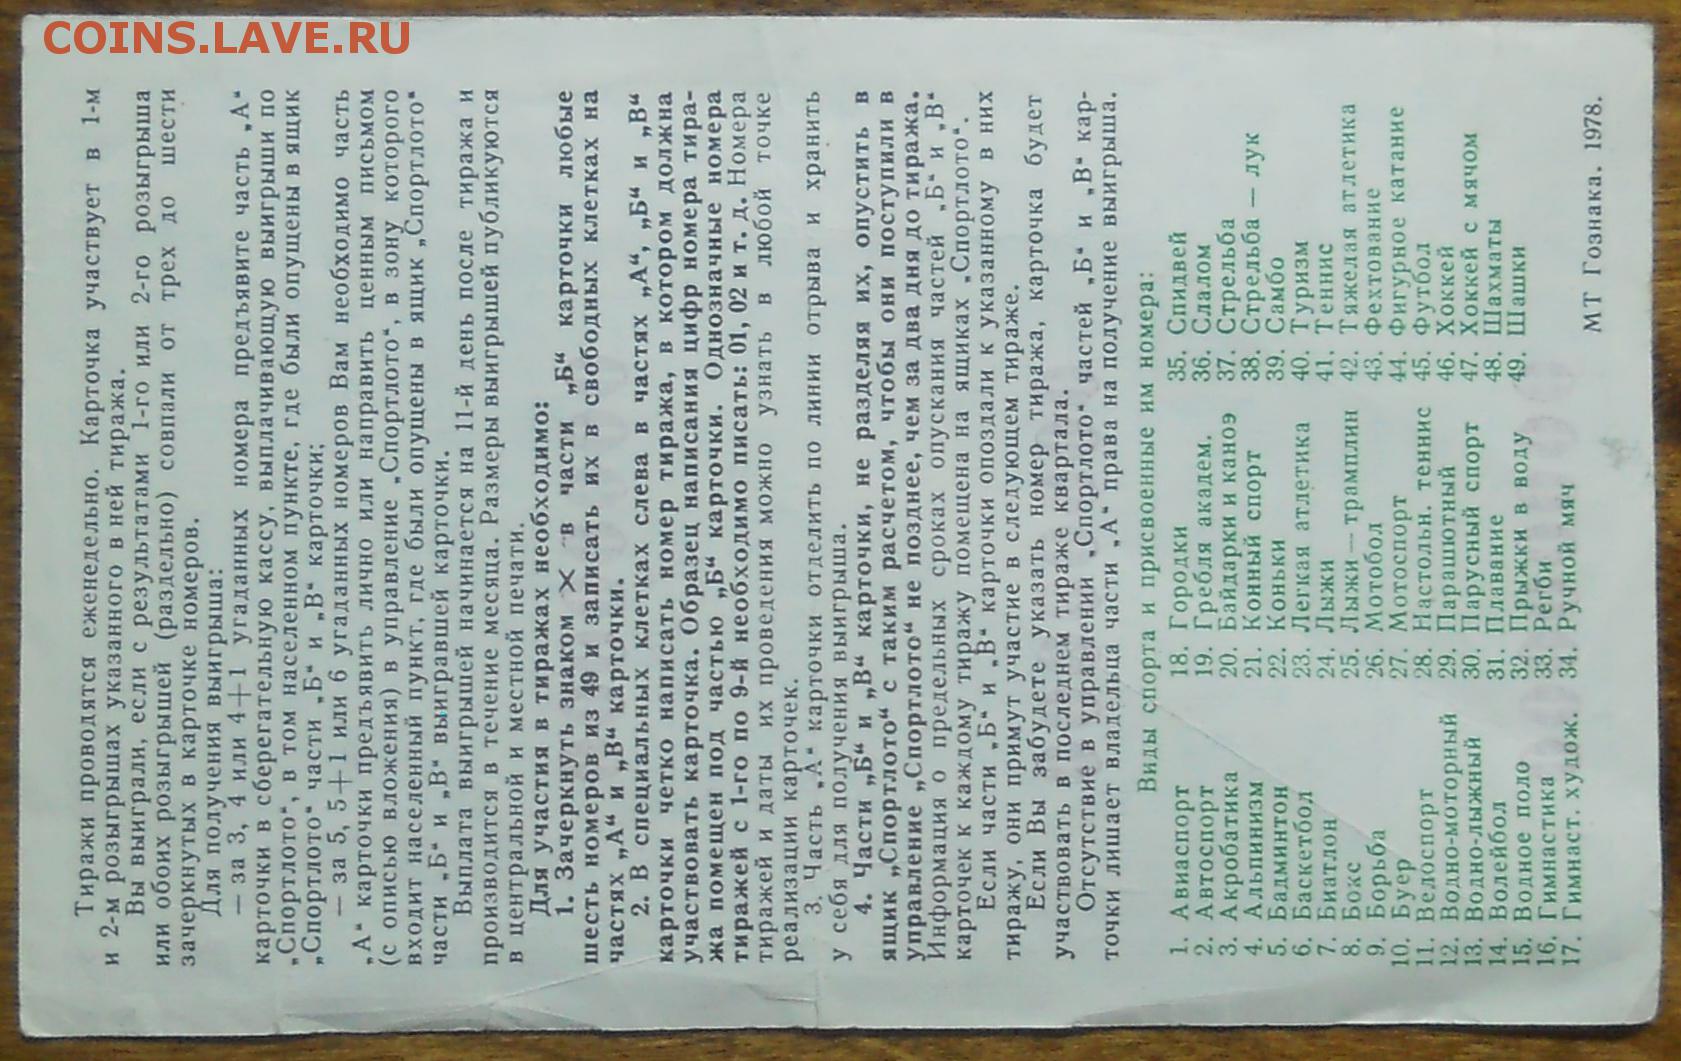 COINS.LAVE.RU
Тиражи проводятся еженедельно. Карточка участвует в 1-м
и 2-м розыгрышах указанного в ней тиража.
Вы выиграли, если с результатами 1-го или 2-го розыгрыша
или обоих розыгрышей (раздельно) совпали от трех до шести
зачеркнутых в карточке номеров.
Для получения выигрыша:
— за 3, 4 или 4+1 угаданных номера предъявите часть „А“
карточки в сберегательную кассу, выплачивающую выигрыши по
„Спортлото“, в том населенном пункте, где были опущены в ящик
„Спортлото“ части „Б“ и „В“ карточки;
— за 5, 5+1 или 6 угаданных номеров Вам необходимо часть
„А“ карточки предъявить лично или направить ценным письмом
(с описью вложения) в управление „Спортлото“, в зону которого
входит населенный пункт, где были опущены в ящик „Спортлото“
части „Б“ и „В“ выигравшей карточки.
Выплата выигрышей начинается на 11-й день после тиража и
производится в течение месяца. Размеры выигрышей публикуются
в центральной и местной печати.
Для участия в тиражах необходимо:
1. Зачеркнуть знаком × в части „Б“ карточки любые
шесть номеров из 49 и записать их в свободных клетках на
частях „А“ и „В“ карточки.
2. В специальных клетках слева в частях „А“, „Б“ и „В“
карточки четко написать номер тиража, в котором должна
участвовать карточка. Образец написания цифр номера тира-
жа помещен под частью „Б“ карточки. Однозначные номера
тиражей с 1-го по 9-й необходимо писать: 01, 02 и т. д. Номера
тиражей и даты их проведения можно узнать в любой точке
реализации карточек.
3. Часть „А“ карточки отделить по линии отрыва и хранить
у себя для получения выигрыша.
4. Части „Б“ и „В“ карточки, не разделяя их, опустить в
ящик „Спортлото“ с таким расчетом, чтобы они поступили в
управление „Спортлото“ не позднее, чем за два дня до тиража.
Информация о предельных сроках опускания частей „Б“ и „В“
карточек к каждому тиражу помещена на ящиках „Спортлото“.
Если части „Б“ и „В“ карточки опоздали к указанному в них
тиражу, они примут участие в следующем тираже.
Если Вы забудете указать номер тиража, карточка будет
участвовать в последнем тираже квартала.
Отсутствие в управлении „Спортлото“ частей „Б“ и „В“ кар-
точки лишает владельца части „А“ права на получение выигрыша.
Виды спорта и присвоенные им номера:
1. Авиаспорт
2. Автоспорт
3. Акробатика
4. Альпинизм
5. Бадминтон
6. Баскетбол
7. Биатлон
8. Бокс
9. Борьба
10. Буер
11. Велоспорт
12. Водно-моторный
13. Водно-лыжный
14. Волейбол
15. Водное поло
16. Гимнастика
17. Гимнаст. худож.
18. Городки
19. Гребля академ.
20. Байдарки и каноэ
21. Конный спорт
22. Коньки
23. Легкая атлетика
24. Лыжи
25. Лыжи — трамплин
26. Мотобол
27. Мотоспорт
28. Настольн. теннис
29. Парашютный
30. Парусный спорт
31. Плавание
32. Прыжки в воду
33. Регби
34. Ручной мяч
35. Спидвей
36. Слалом
37. Стрельба
38. Стрельба — лук
39. Самбо
40. Туризм
41. Теннис
42. Тяжелая атлетика
43. Фехтование
44. Фигурное катание
45. Футбол
46. Хоккей
47. Хоккей с мячом
48. Шахматы
49. Шашки
МТ Гознака. 1978.